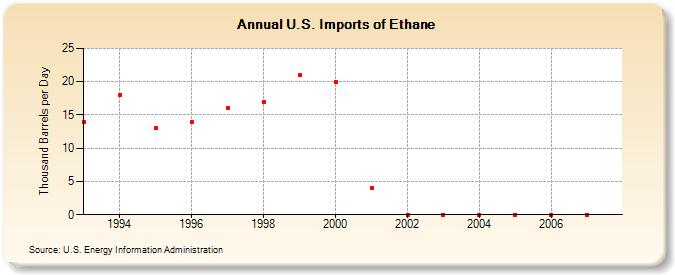 Annual U.S. Imports of Ethane
Thousand Barrels per Day
25
20
15
10
5
0
1994 1996 1998 2000 2002 2004 2006
Source: U.S. Energy Information Administration